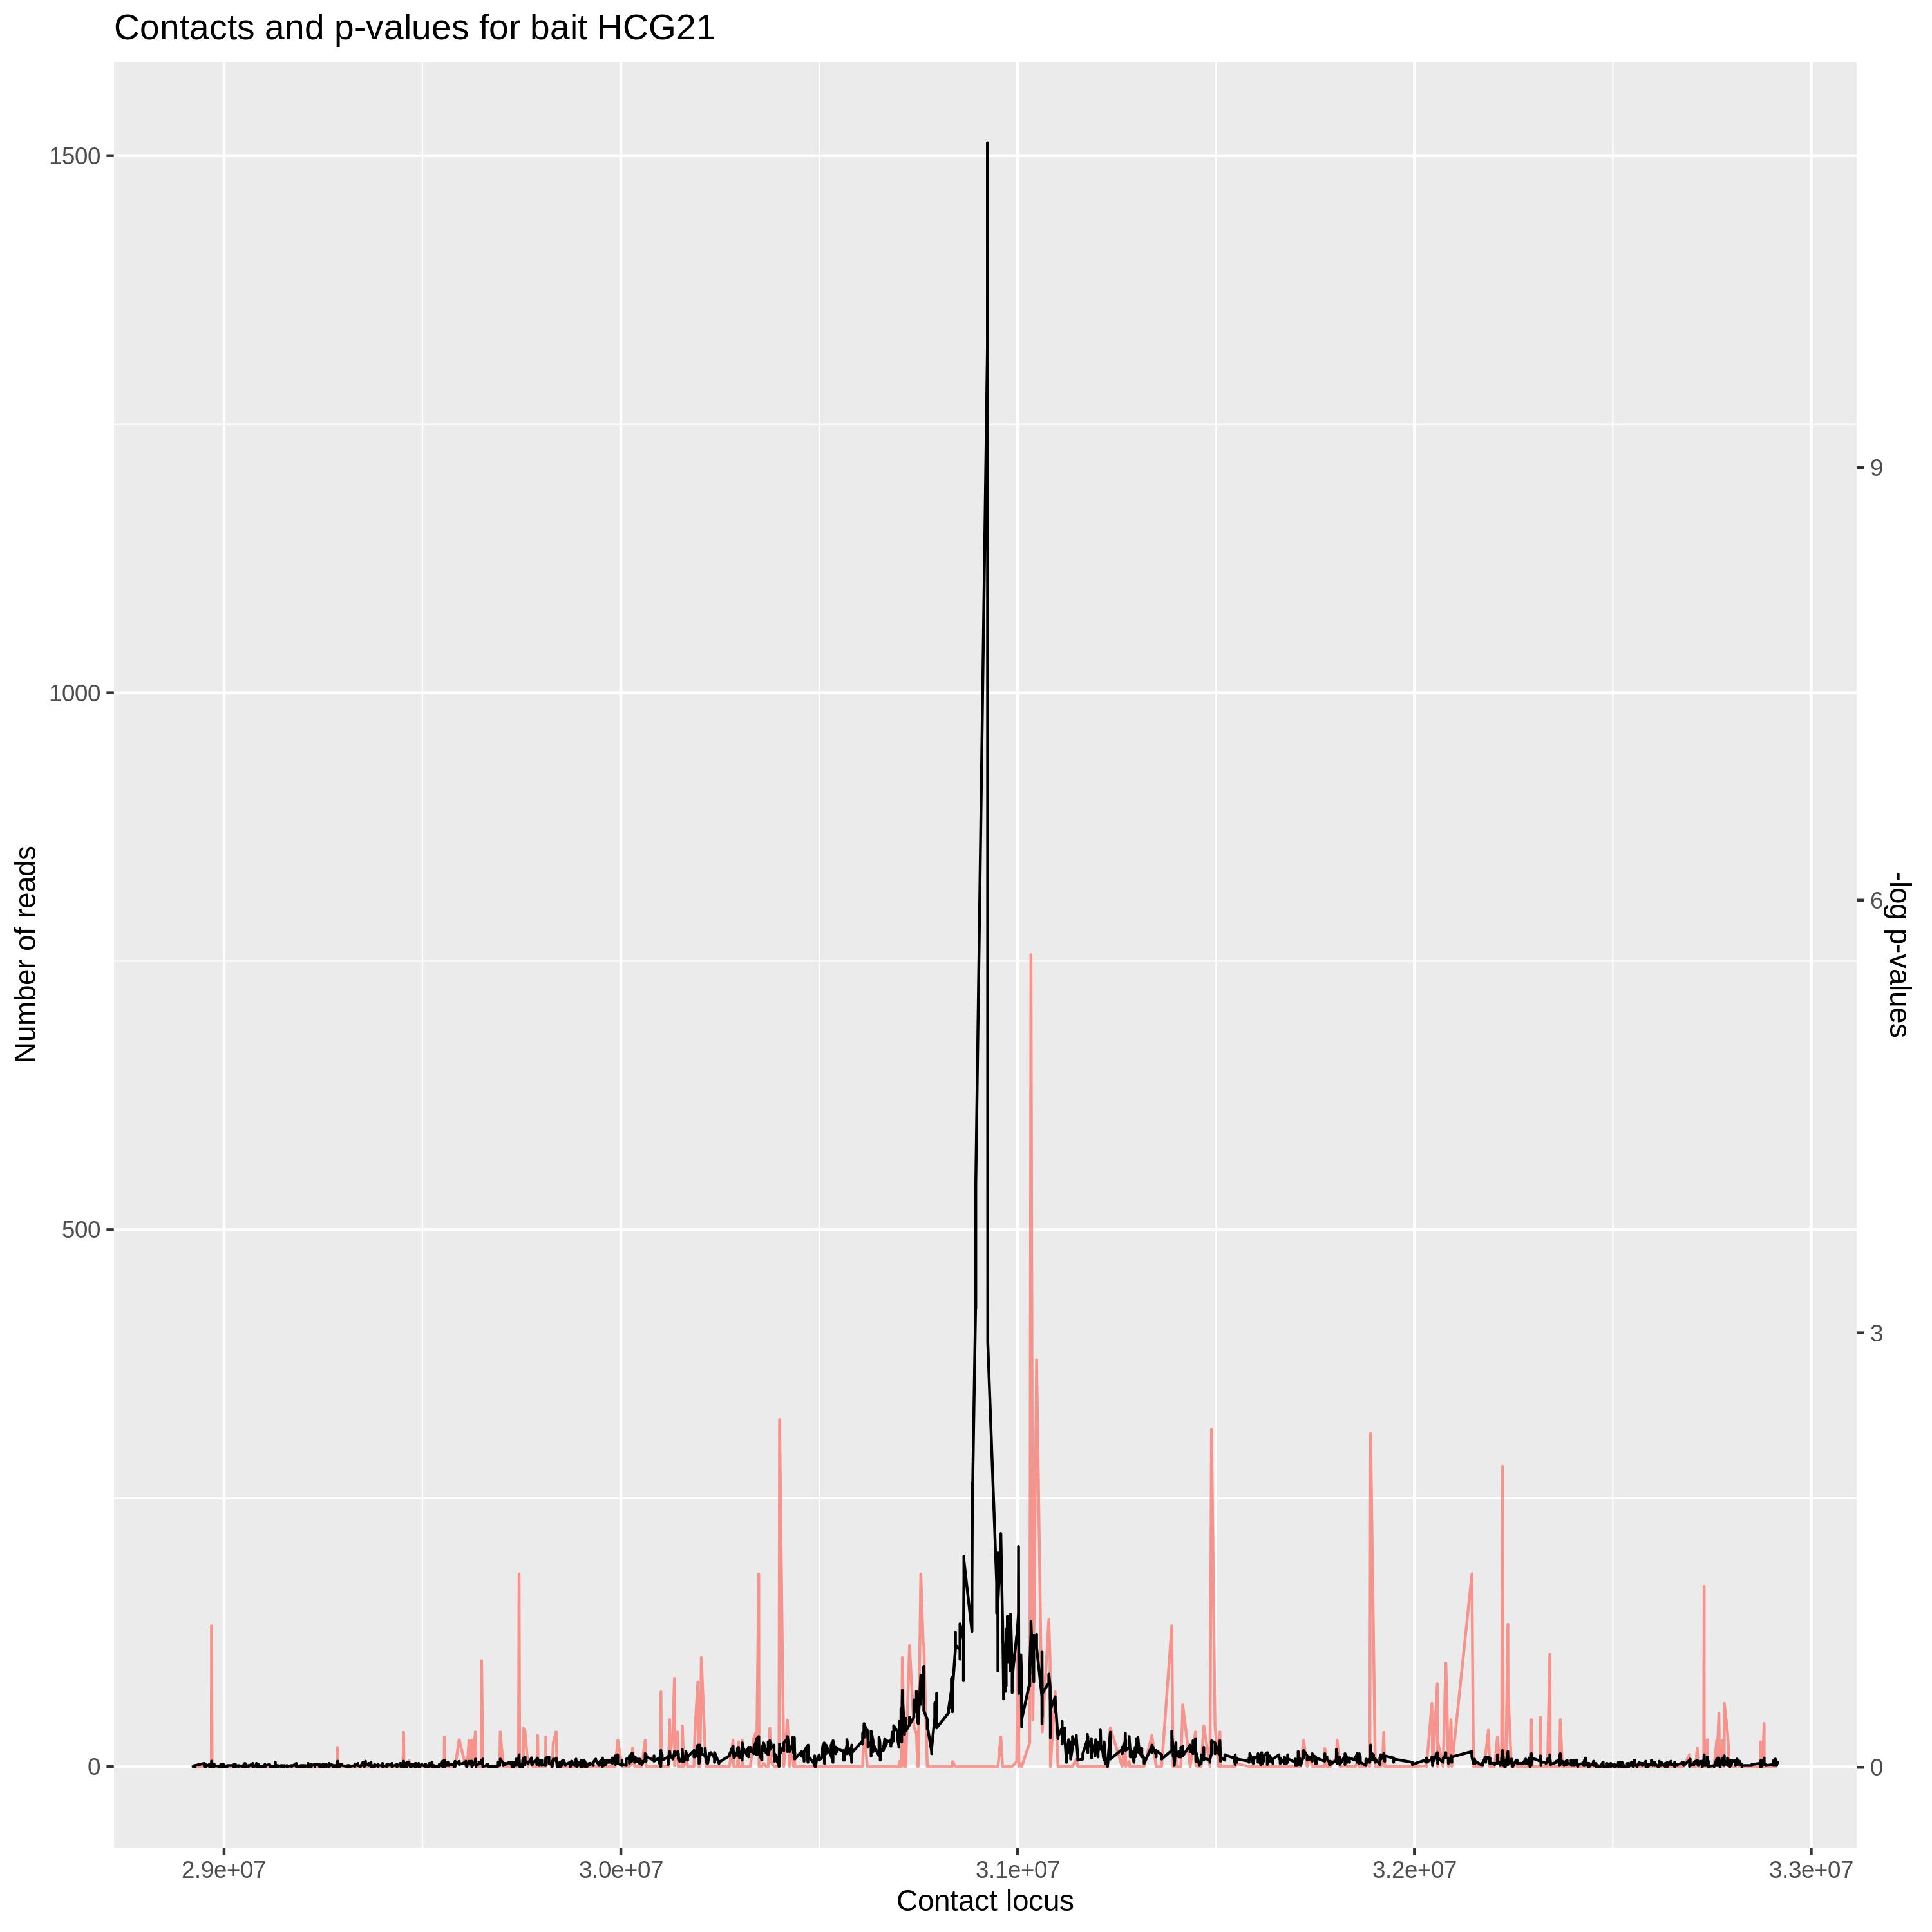 Contacts and p-values for bait HCG21
1500
1000
500
0
Number of reads
9
6
3
0
-log p-values
2.9e+07
3.0e+07
3.1e+07
3.2e+07
3.3e+07
Contact locus